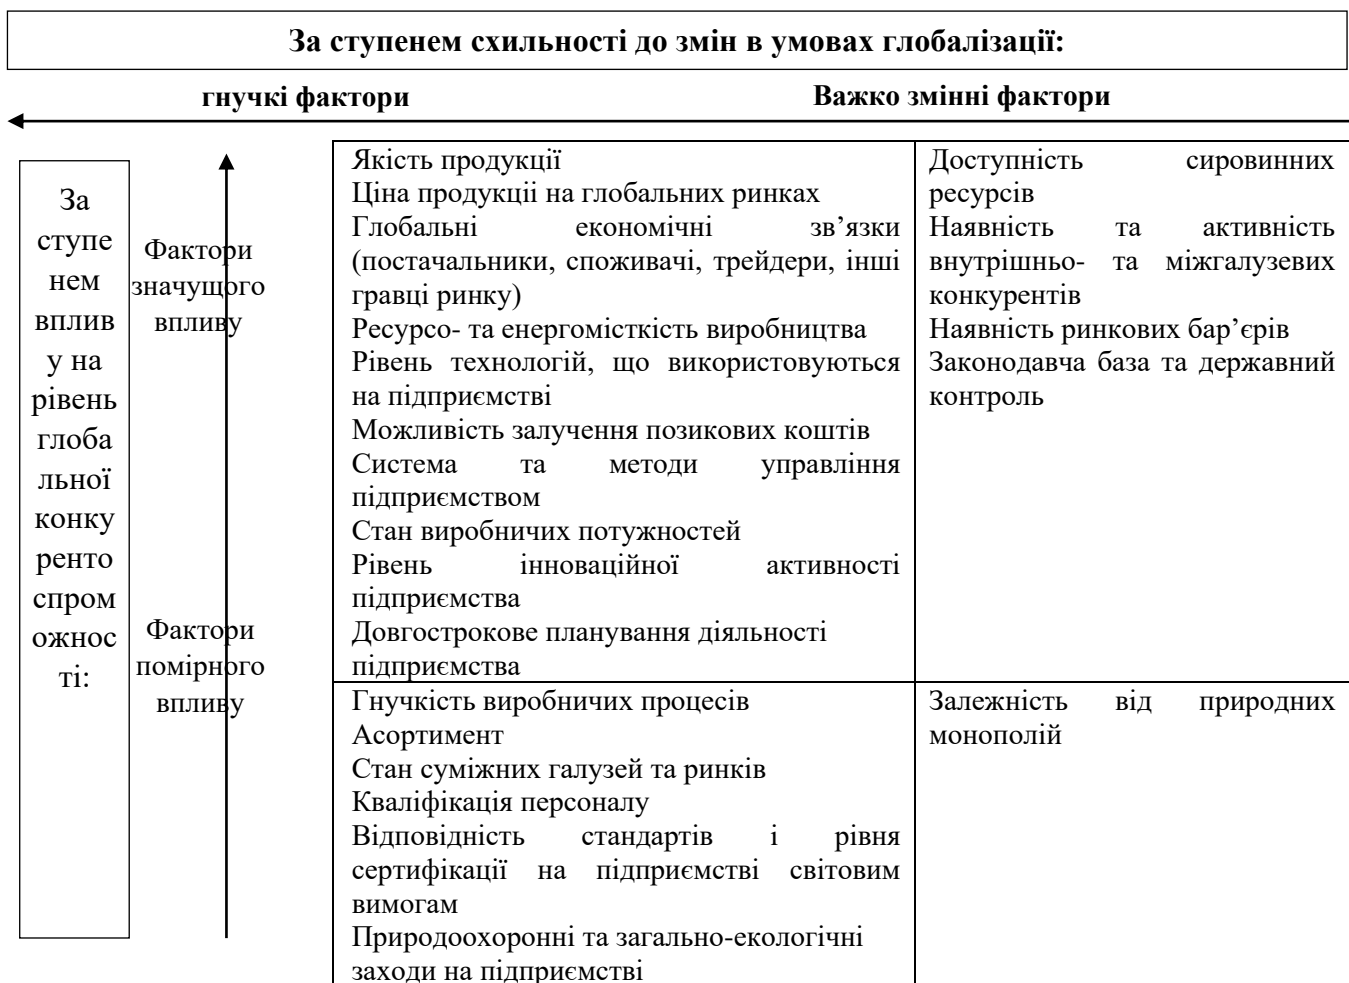 За ступенем схильності до змін в умовах глобалізації:
гнучкі фактори
Важко змінні фактори
За
ступе
нем
вплив
у на
рівень
глоба
льної
конку
ренто
спром
ожнос
ті:
Фактори
значущого
впливу
Фактори
помірного
впливу
Якість продукції
Ціна продукціі на глобальних ринках
Глобальні економічні зв’язки
(постачальники, споживачі, трейдери, інші
гравці ринку)
Ресурсо- та енергомісткість виробництва
Рівень технологій, що використовуються
на підприємстві
Можливість залучення позикових коштів
Система та методи управління
підприємством
Стан виробничих потужностей
Рівень інноваційної активності
підприємства
Довгострокове планування діяльності
підприємства
Доступність сировинних
ресурсів
Наявність та активність
внутрішньо- та міжгалузевих
конкурентів
Наявність ринкових бар’єрів
Законодавча база та державний
контроль
Гнучкість виробничих процесів
Асортимент
Стан суміжних галузей та ринків
Кваліфікація персоналу
Відповідність стандартів і рівня
сертифікації на підприємстві світовим
вимогам
Природоохоронні та загально-екологічні
заходи на підприємстві
Залежність від природних
монополій